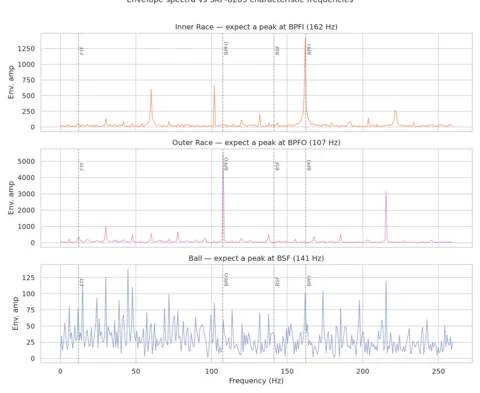 Envelope spectra vs SKF-6205 characteristic frequencies
Inner Race — expect a peak at BPFI (162 Hz)
Env. amp
1250
1000
750
500
250
0
FTF
BPFO
BSF
BPFI
Outer Race — expect a peak at BPFO (107 Hz)
Env. amp
5000
4000
3000
2000
1000
0
FTF
BPFO
BSF
BPFI
Ball — expect a peak at BSF (141 Hz)
Env. amp
125
100
75
50
25
0
FTF
BPFO
BSF
BPFI
0 50 100 150 200 250
Frequency (Hz)